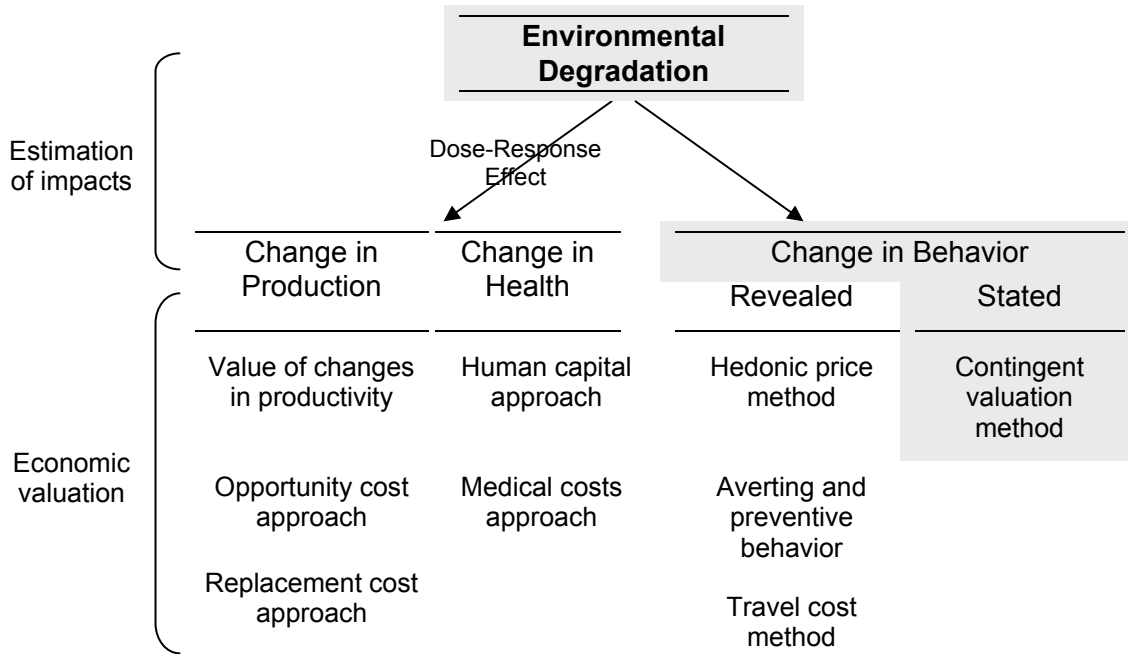 Environmental
Degradation
Estimation
of impacts
Dose-Response
Effect
Change in
Production
Change in
Health
Change in Behavior
Revealed
Stated
Economic
valuation
Value of changes
in productivity
Human capital
approach
Hedonic price
method
Contingent
valuation
method
Opportunity cost
approach
Medical costs
approach
Averting and
preventive
behavior
Replacement cost
approach
Travel cost
method